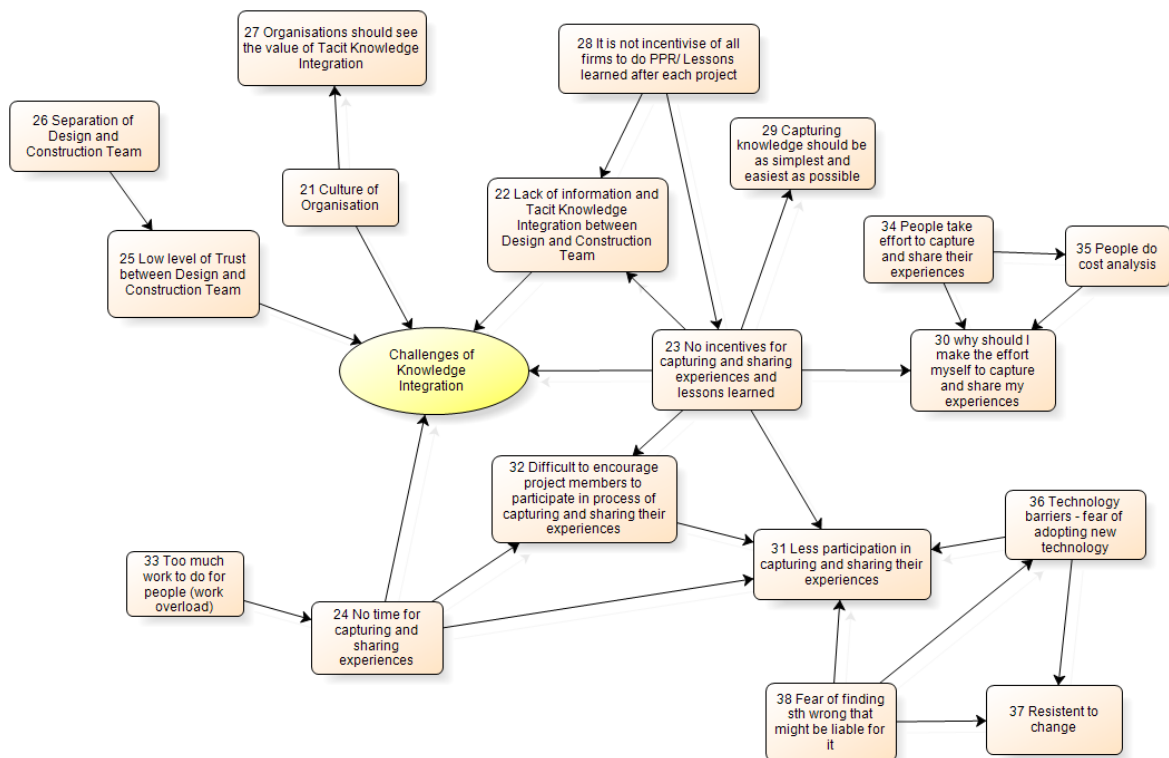 27 Organisations should see
the value of Tacit Knowledge
Integration
28 It is not incentivise of all
firms to do PPR/ Lessons
learned after each project
26 Separation of
Design and
Construction Team
29 Capturing
knowledge should be
as simplest and
easiest as possible
21 Culture of
Organisation
22 Lack of information and
Tacit Knowledge
Integration between
Design and Construction
Team
34 People take
effort to capture
and share their
experiences
35 People do
cost analysis
25 Low level of Trust
between Design and
Construction Team
Challenges of
Knowledge
Integration
23 No incentives for
capturing and sharing
experiences and
lessons learned
30 why should I
make the effort
myself to capture
and share my
experiences
32 Difficult to encourage
project members to
participate in process of
capturing and sharing their
experiences
36 Technology
barriers - fear of
adopting new
technology
31 Less participation in
capturing and sharing their
experiences
33 Too much
work to do for
people (work
overload)
24 No time for
capturing and
sharing
experiences
38 Fear of finding
sth wrong that
might be liable for
it
37 Resistent to
change